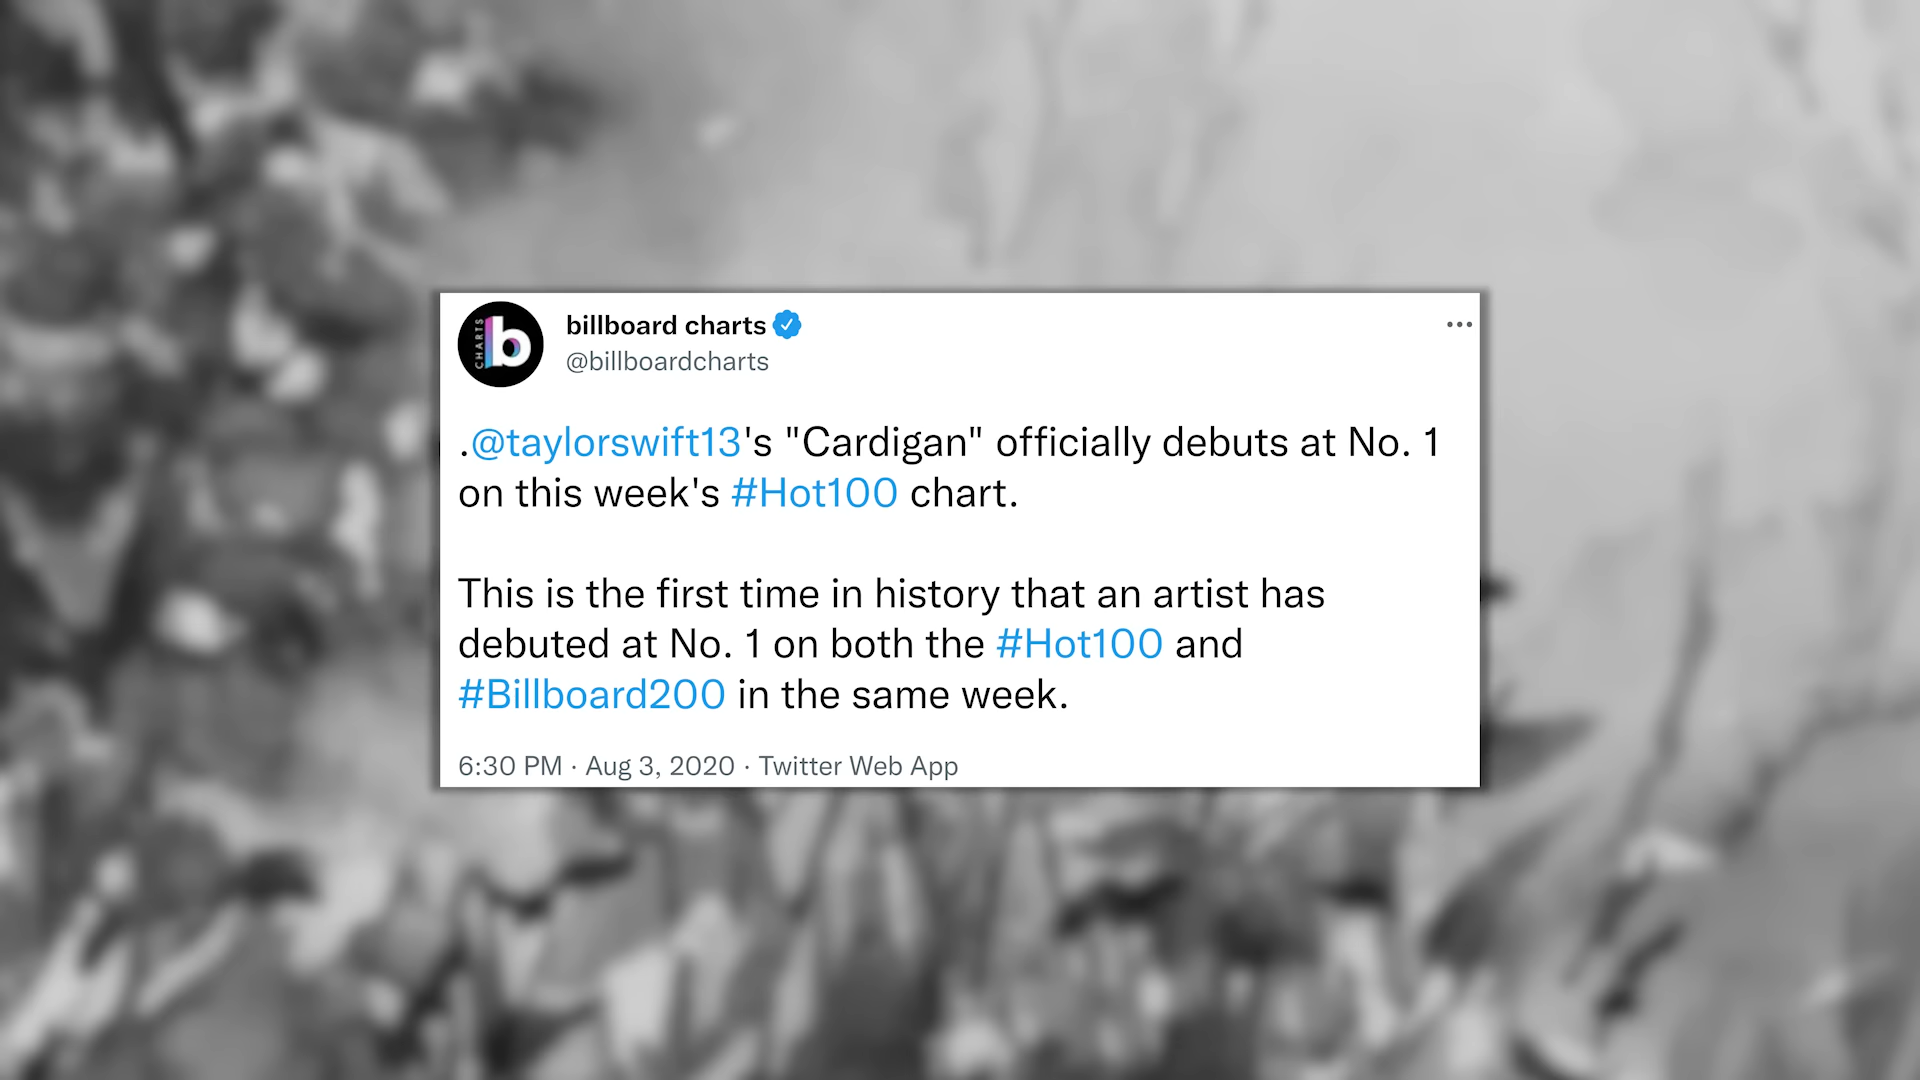 CHARTS
b
billboard charts
@billboardcharts
.@taylorswift13's "Cardigan" officially debuts at No. 1
on this week's #Hot100 chart.
This is the first time in history that an artist has
debuted at No. 1 on both the #Hot100 and
#Billboard200 in the same week.
6:30 PM · Aug 3, 2020 · Twitter Web App